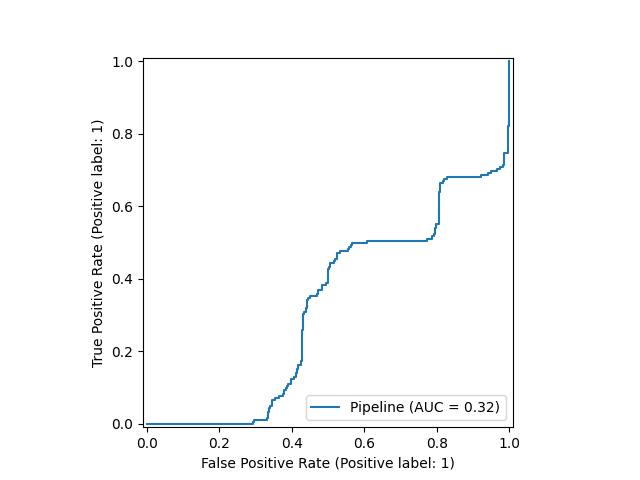 1.0
0.8
0.6
0.4
0.2
0.0
True Positive Rate (Positive label: 1)
Pipeline (AUC = 0.32)
0.0 0.2 0.4 0.6 0.8 1.0
False Positive Rate (Positive label: 1)